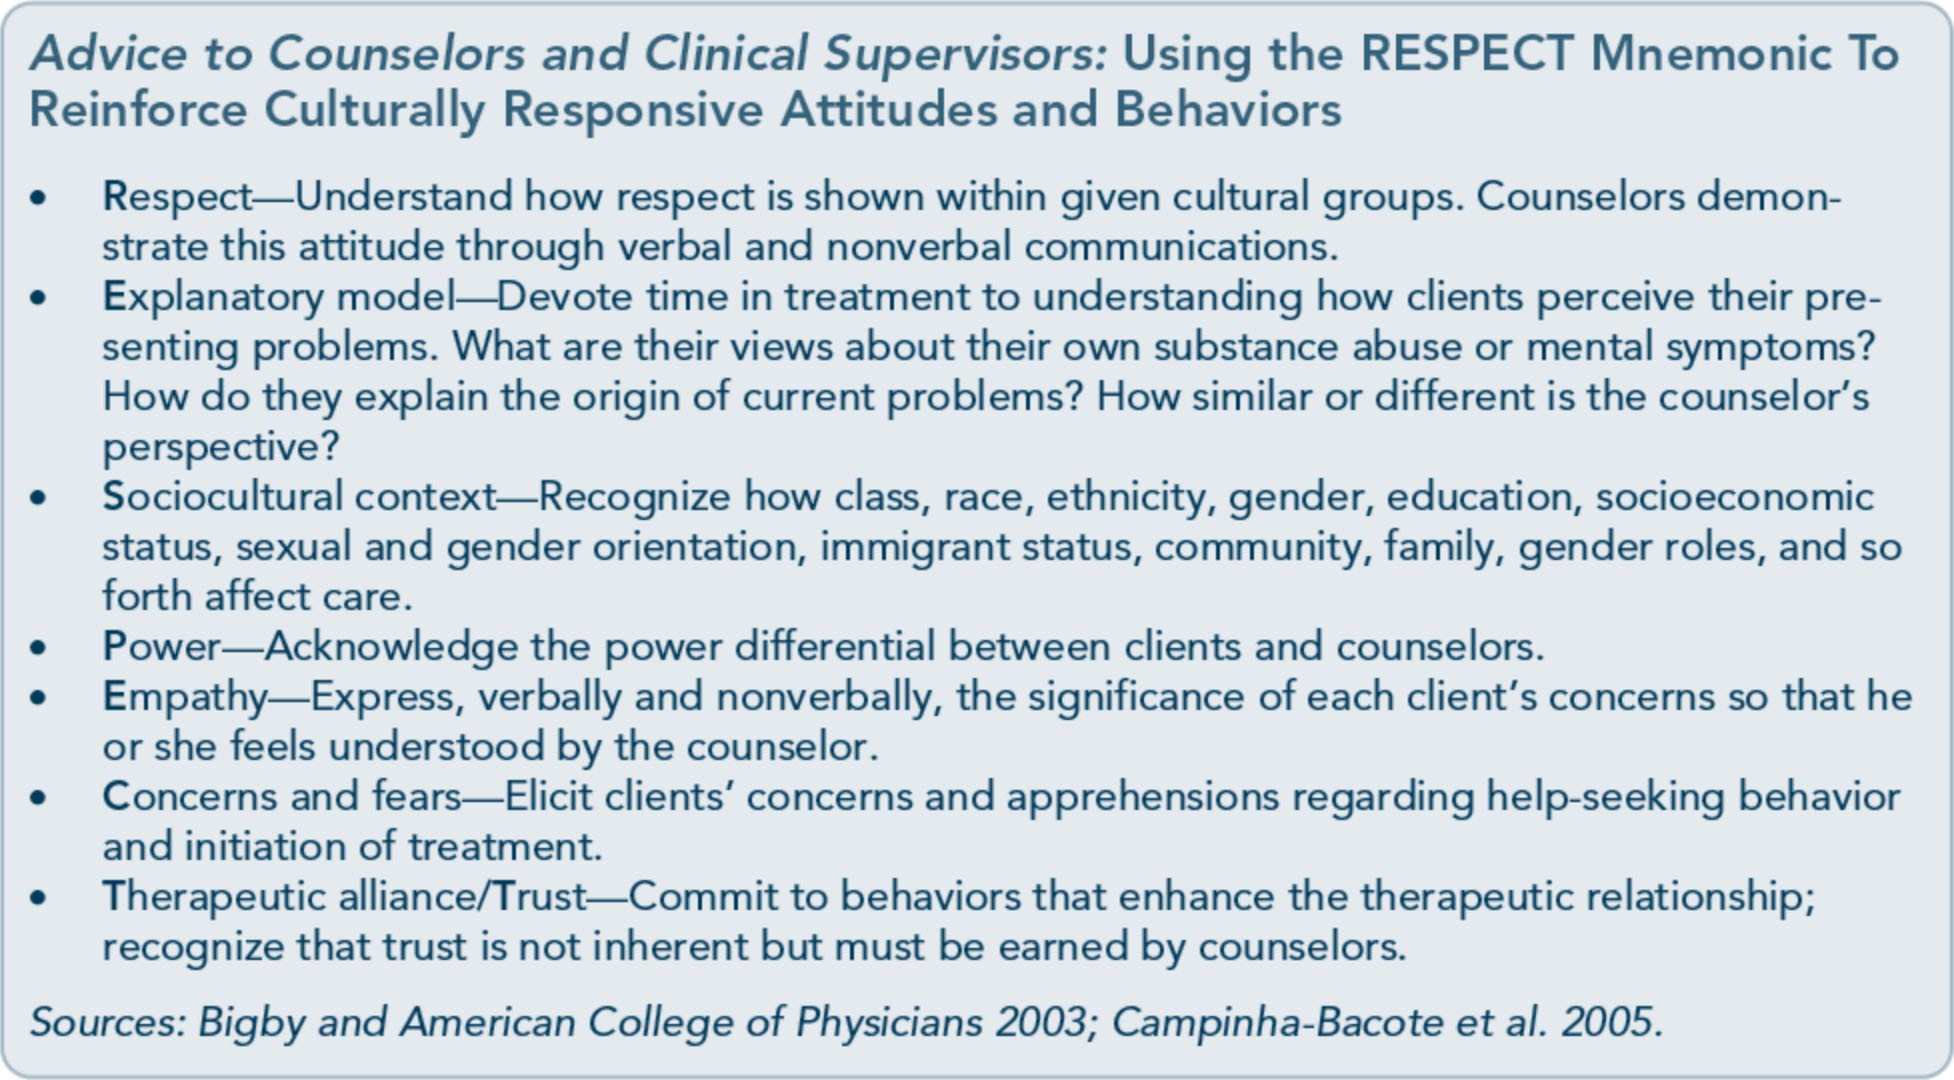 Advice to Counselors and Clinical Supervisors: Using the RESPECT Mnemonic To
Reinforce Culturally Responsive Attitudes and Behaviors
• Respect—Understand how respect is shown within given cultural groups. Counselors demon-
strate this attitude through verbal and nonverbal communications.
• Explanatory model—Devote time in treatment to understanding how clients perceive their pre-
senting problems. What are their views about their own substance abuse or mental symptoms?
How do they explain the origin of current problems? How similar or different is the counselor’s
perspective?
• Sociocultural context—Recognize how class, race, ethnicity, gender, education, socioeconomic
status, sexual and gender orientation, immigrant status, community, family, gender roles, and so
forth affect care.
• Power—Acknowledge the power differential between clients and counselors.
• Empathy—Express, verbally and nonverbally, the significance of each client’s concerns so that he
or she feels understood by the counselor.
• Concerns and fears—Elicit clients’ concerns and apprehensions regarding help-seeking behavior
and initiation of treatment.
• Therapeutic alliance/Trust—Commit to behaviors that enhance the therapeutic relationship;
recognize that trust is not inherent but must be earned by counselors.
Sources: Bigby and American College of Physicians 2003; Campinha-Bacote et al. 2005.